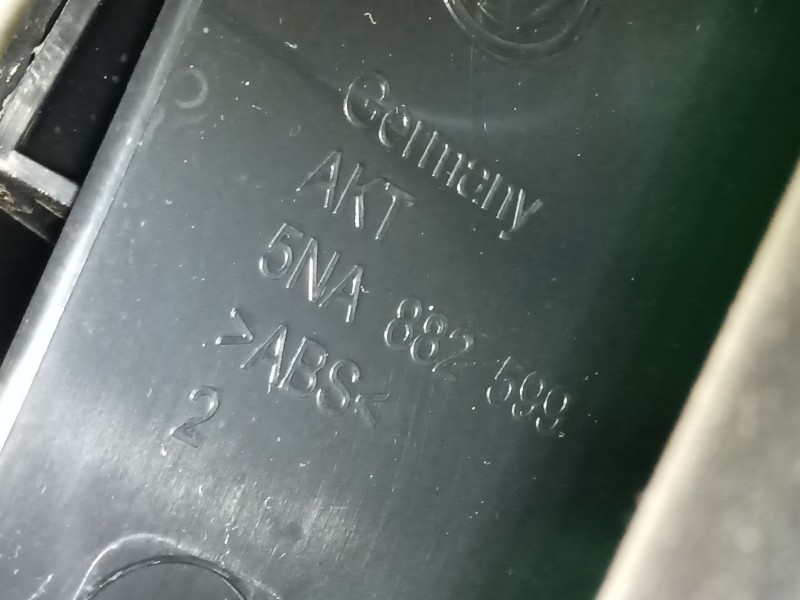 Germany
AKT
5NA 882 599
>ABS<
2